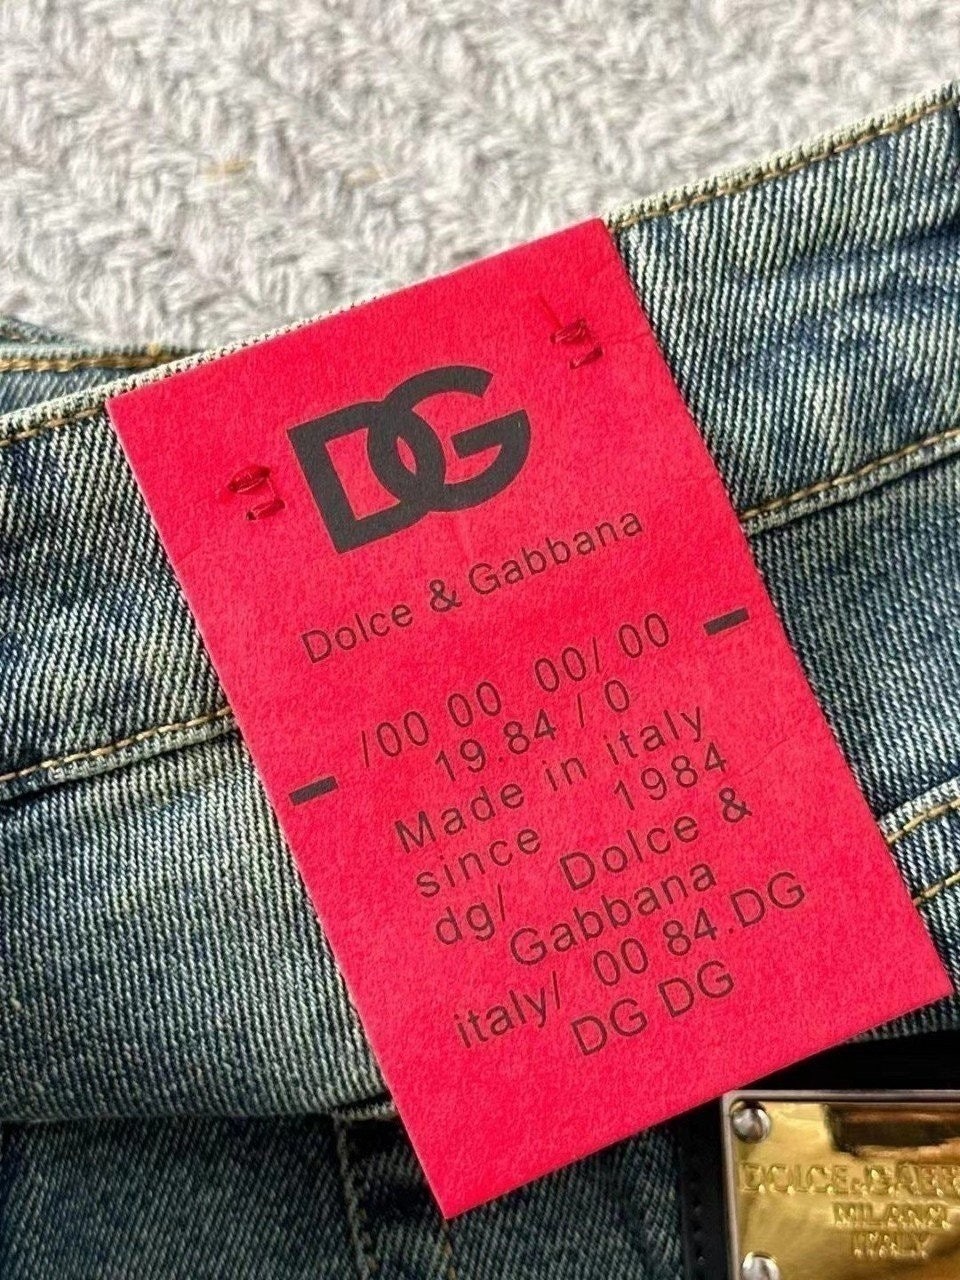 DG
Dolce & Gabbana
/00 00 00/ 00
19.84 / 0
Made in italy
since 1984
dg/ Dolce &
Gabbana
italy/ 00 84.DG
DG DG
DOLCE & GABB
MILANO
ITALY